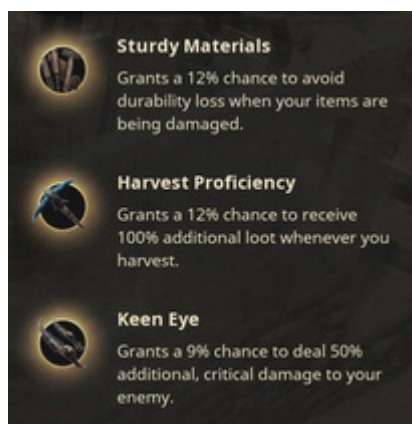 Sturdy Materials
Grants a 12% chance to avoid
durability loss when your items are
being damaged.
Harvest Proficiency
Grants a 12% chance to receive
100% additional loot whenever you
harvest.
Keen Eye
Grants a 9% chance to deal 50%
additional, critical damage to your
enemy.